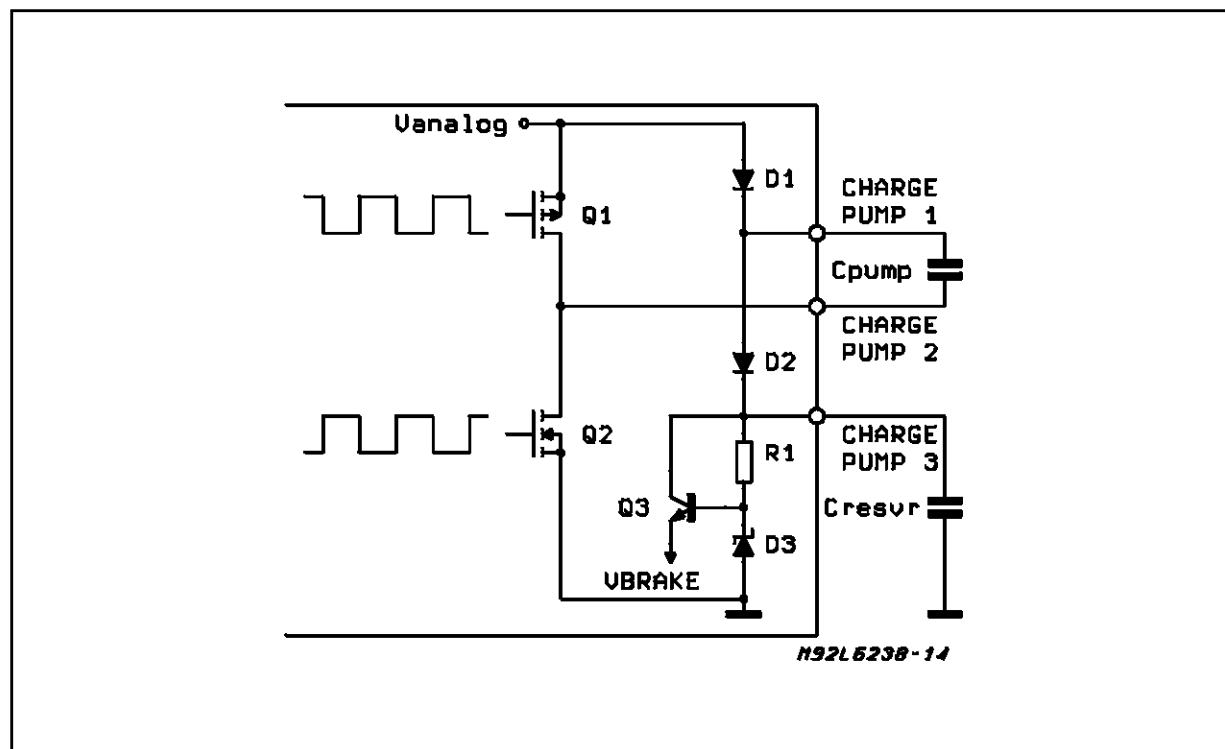 Vanalog
D1
CHARGE
PUMP 1
Q1
Cpump
CHARGE
PUMP 2
D2
Q2
CHARGE
PUMP 3
R1
Q3
Cresvr
D3
VBRAKE
M92L6238-14